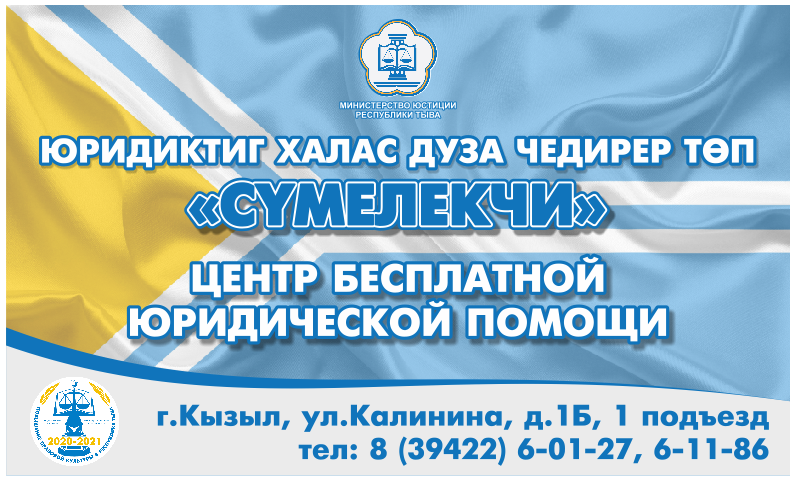 МИНИСТЕРСТВО ЮСТИЦИИ
РЕСПУБЛИКИ ТЫВА
ЮРИДИКТИГ ХАЛАС ДУЗА ЧЕДИРЕР ТӨП
«СҮМЕЛЕКЧИ»
ЦЕНТР БЕСПЛАТНОЙ
ЮРИДИЧЕСКОЙ ПОМОЩИ
2020-2021
г.Кызыл, ул.Калинина, д.1Б, 1 подъезд
тел: 8 (39422) 6-01-27, 6-11-86